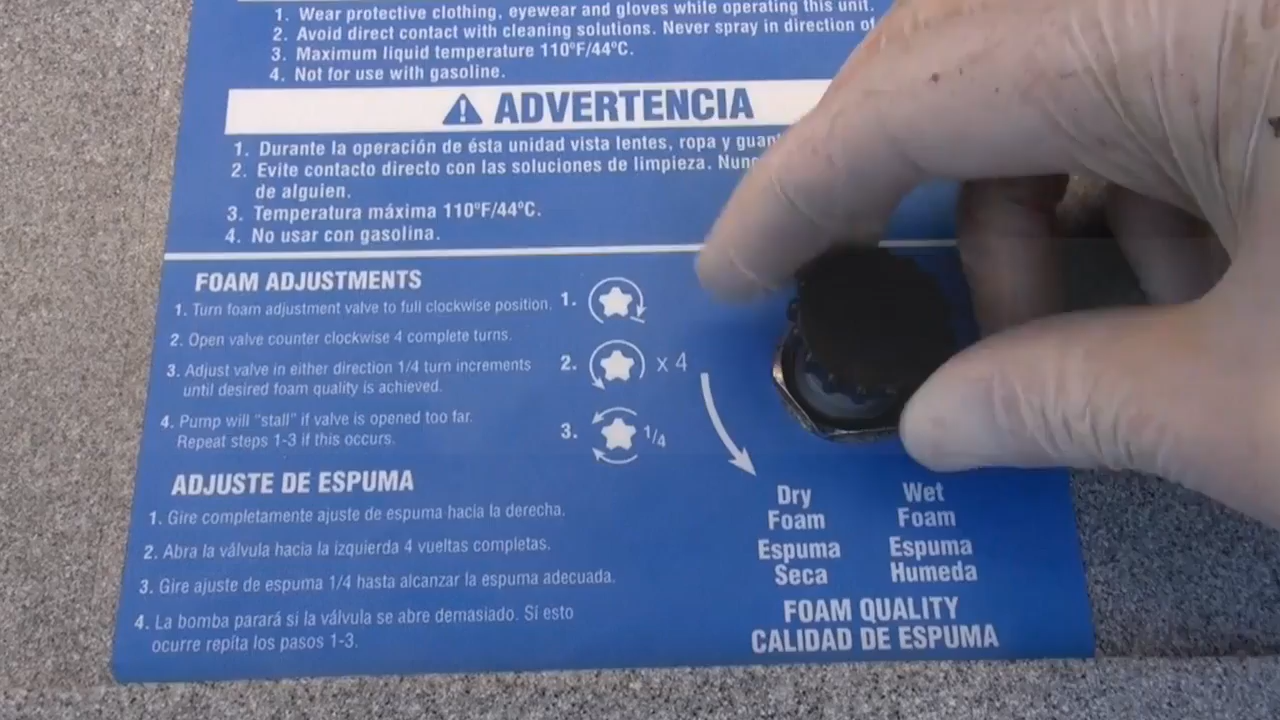 1. Wear protective clothing, eyewear and gloves while operating this unit.
2. Avoid direct contact with cleaning solutions. Never spray in direction of
3. Maximum liquid temperature 110ºF/44ºC.
4. Not for use with gasoline.
ADVERTENCIA
1. Durante la operación de ésta unidad vista lentes, ropa y
2. Evite contacto directo con las soluciones de limpieza.
de alguien.
3. Temperatura máxima 110ºF/44ºC.
4. No usar con gasolina.
FOAM ADJUSTMENTS
1. Turn foam adjustment valve to full clockwise position.
2. Open valve counter clockwise 4 complete turns.
3. Adjust valve in either direction 1/4 turn increments
until desired foam quality is achieved.
4. Pump will "stall" if valve is opened too far.
Repeat steps 1-3 if this occurs.
1.
2. x 4
3. 1/4
ADJUSTE DE ESPUMA
1. Gire completamente ajuste de espuma hacia la derecha.
2. Abra la válvula hacia la izquierda 4 vueltas completas.
3. Gire ajuste de espuma 1/4 hasta alcanzar la espuma adecuada.
4. La bomba parará si la válvula se abre demasiado. Sí esto
ocurre repíta los pasos 1-3.
Dry
Foam
Espuma
Seca
Wet
Foam
Espuma
Humeda
FOAM QUALITY
CALIDAD DE ESPUMA